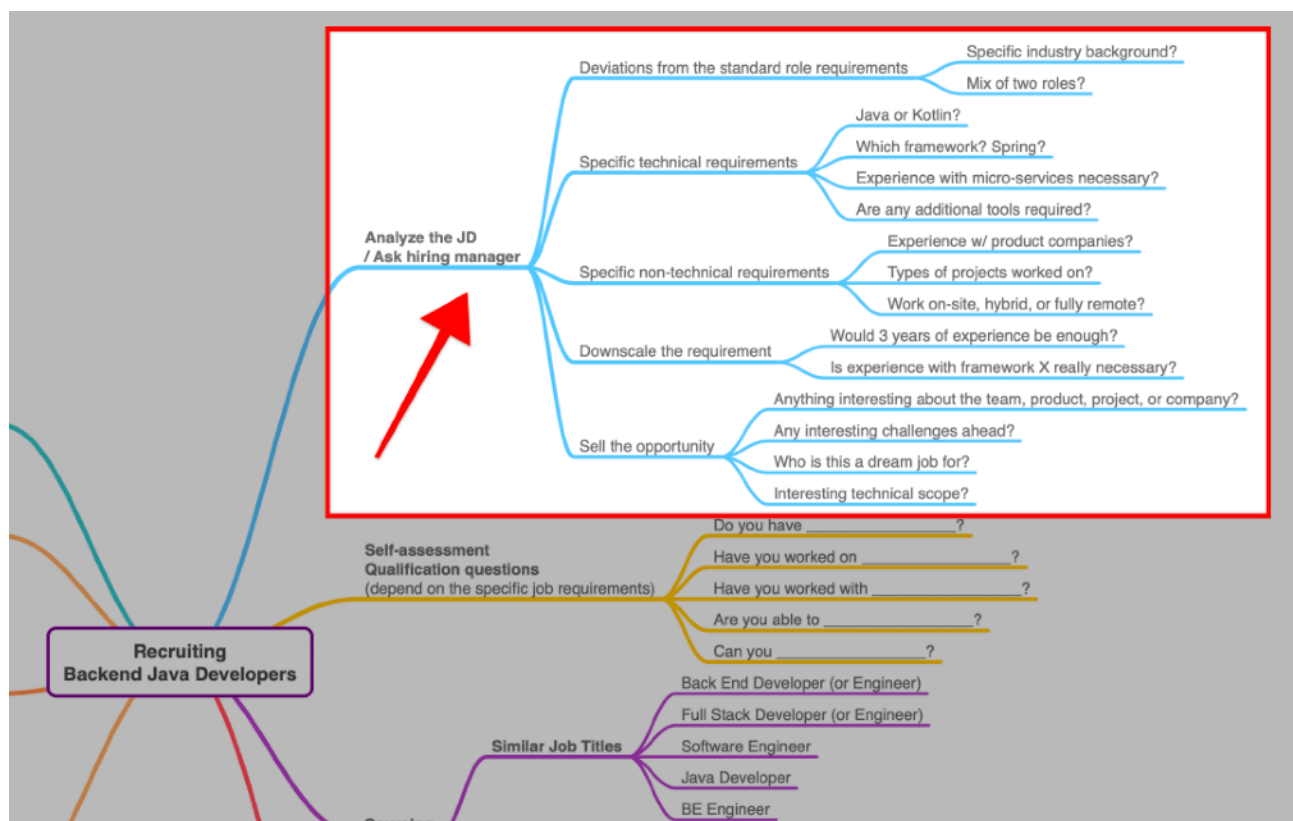 Specific industry background?
Deviations from the standard role requirements
Mix of two roles?
Java or Kotlin?
Which framework? Spring?
Specific technical requirements
Experience with micro-services necessary?
Are any additional tools required?
Analyze the JD
/ Ask hiring manager
Experience w/ product companies?
Specific non-technical requirements
Types of projects worked on?
Work on-site, hybrid, or fully remote?
Would 3 years of experience be enough?
Downscale the requirement
Is experience with framework X really necessary?
Anything interesting about the team, product, project, or company?
Any interesting challenges ahead?
Sell the opportunity
Who is this a dream job for?
Interesting technical scope?
Self-assessment
Qualification questions
(depend on the specific job requirements)
Do you have __________________?
Have you worked on __________________?
Have you worked with __________________?
Are you able to __________________?
Can you __________________?
Recruiting
Backend Java Developers
Back End Developer (or Engineer)
Full Stack Developer (or Engineer)
Similar Job Titles
Software Engineer
Java Developer
BE Engineer